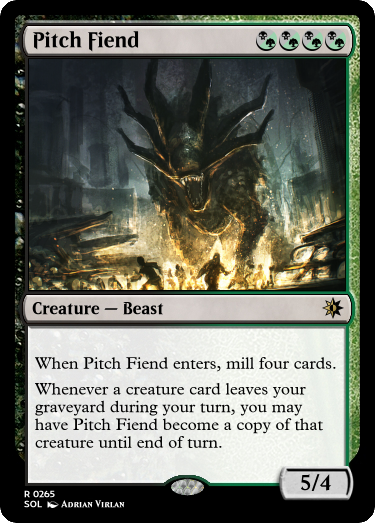 Pitch Fiend
Creature — Beast
When Pitch Fiend enters, mill four cards.
Whenever a creature card leaves your
graveyard during your turn, you may
have Pitch Fiend become a copy of that
creature until end of turn.
5/4
R 0265
SOL Adrian Virlan